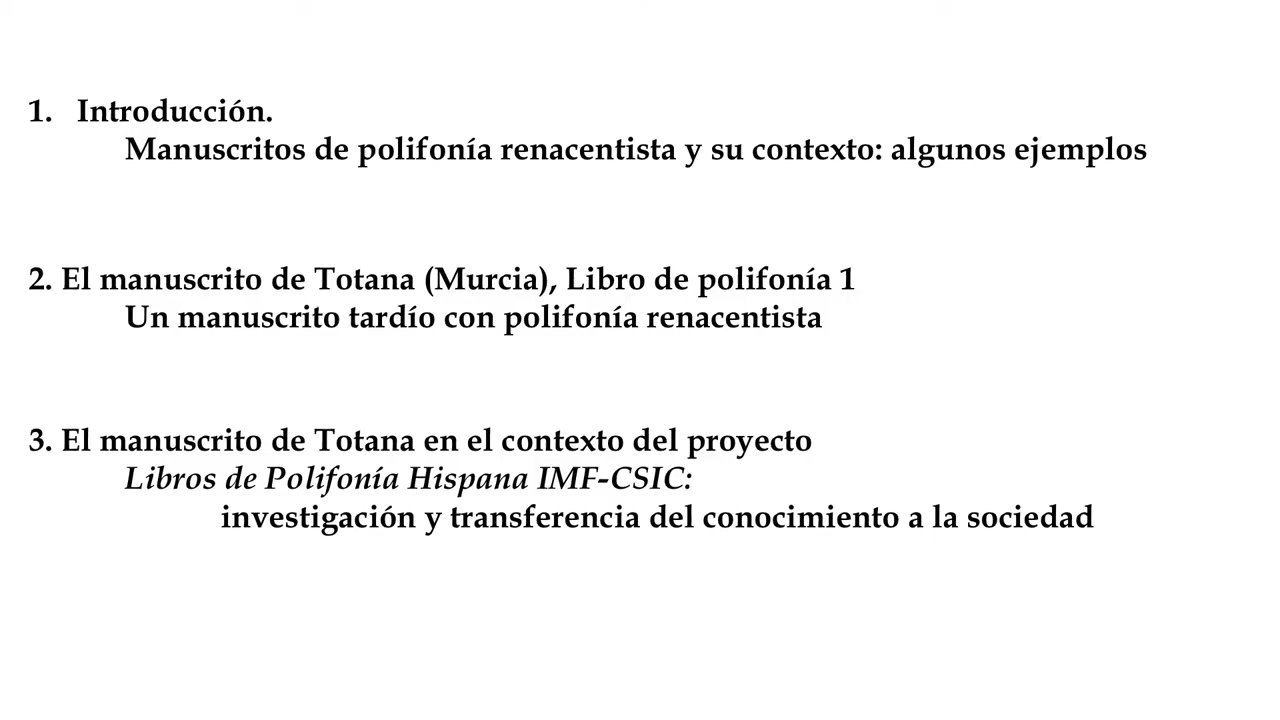 1. Introducción.
Manuscritos de polifonía renacentista y su contexto: algunos ejemplos
2. El manuscrito de Totana (Murcia), Libro de polifonía 1
Un manuscrito tardío con polifonía renacentista
3. El manuscrito de Totana en el contexto del proyecto
Libros de Polifonía Hispana IMF-CSIC:
investigación y transferencia del conocimiento a la sociedad